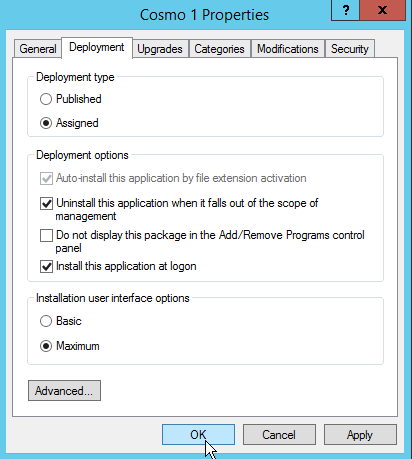 Cosmo 1 Properties
? x
General Deployment Upgrades Categories Modifications Security
Deployment type
Published
Assigned
Deployment options
Auto-install this application by file extension activation
Uninstall this application when it falls out of the scope of
management
Do not display this package in the Add/Remove Programs control
panel
Install this application at logon
Installation user interface options
Basic
Maximum
Advanced...
OK Cancel Apply